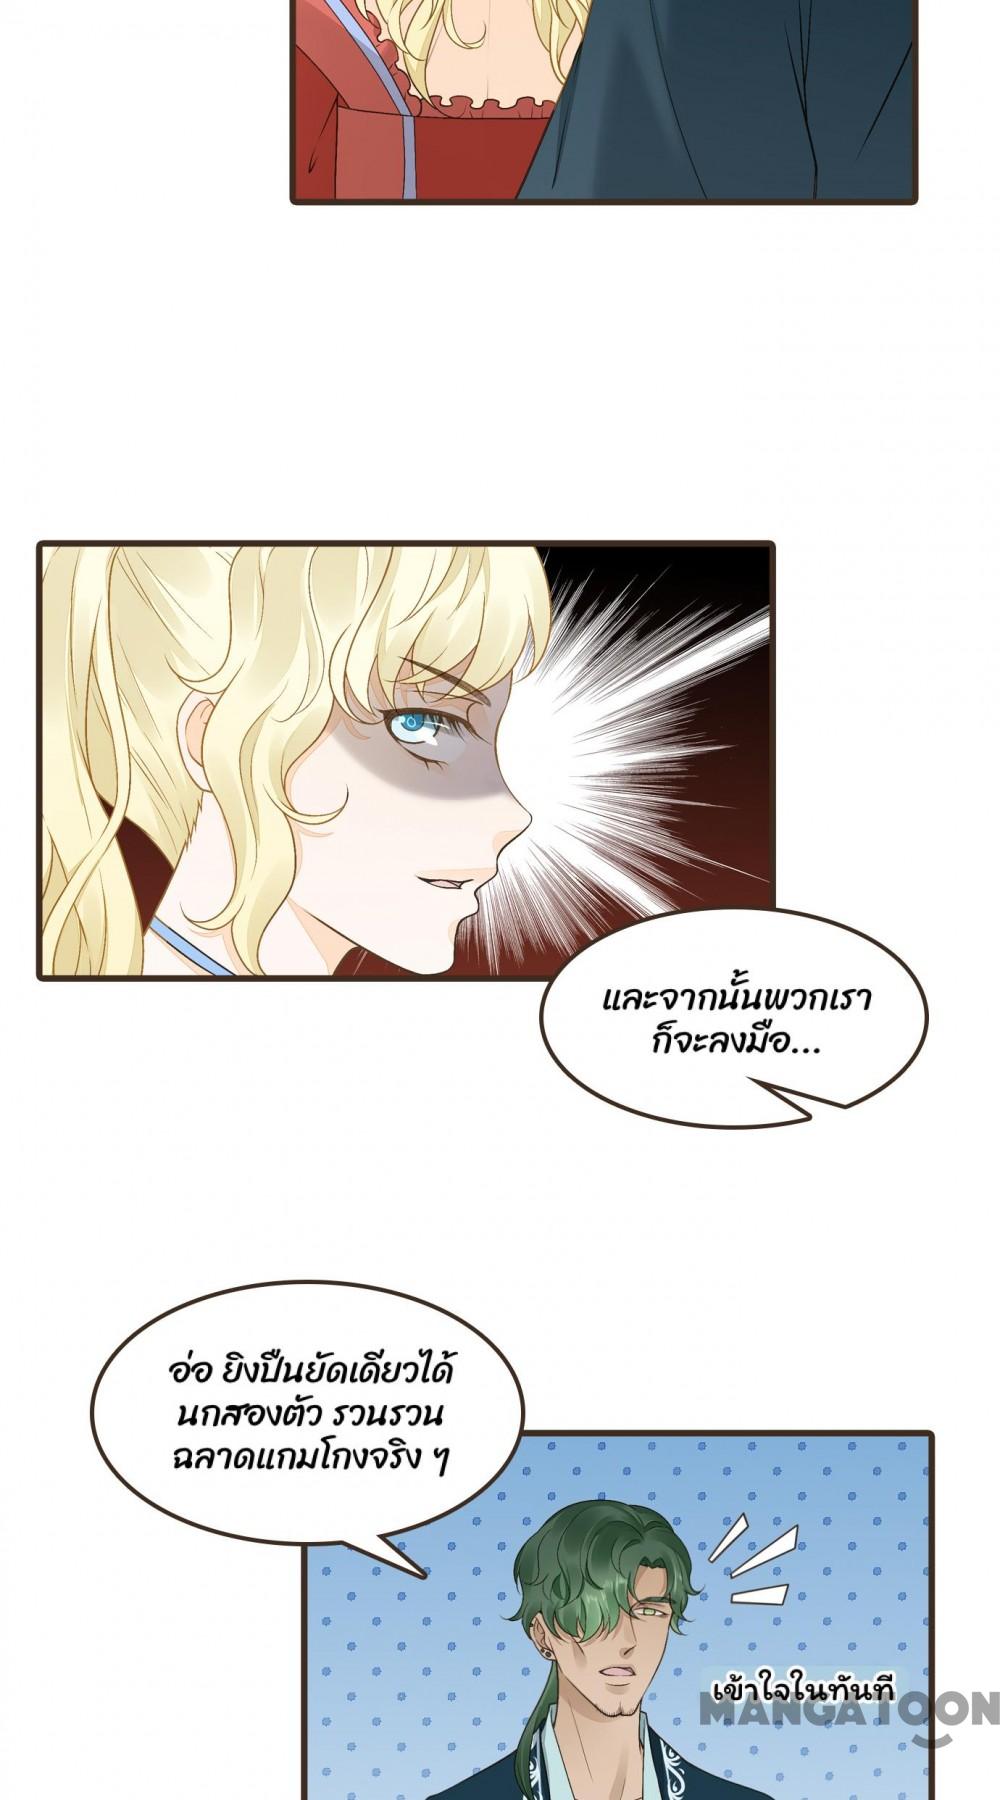 และจากนั้นพวกเรา
ก็จะลงมือ...
อ่อ ยิงปืนยัดเดียวได้
นกสองตัว รวนรวน
ฉลาดแกมโกงจริง ๆ
เข้าใจในทันที
MANGATOON